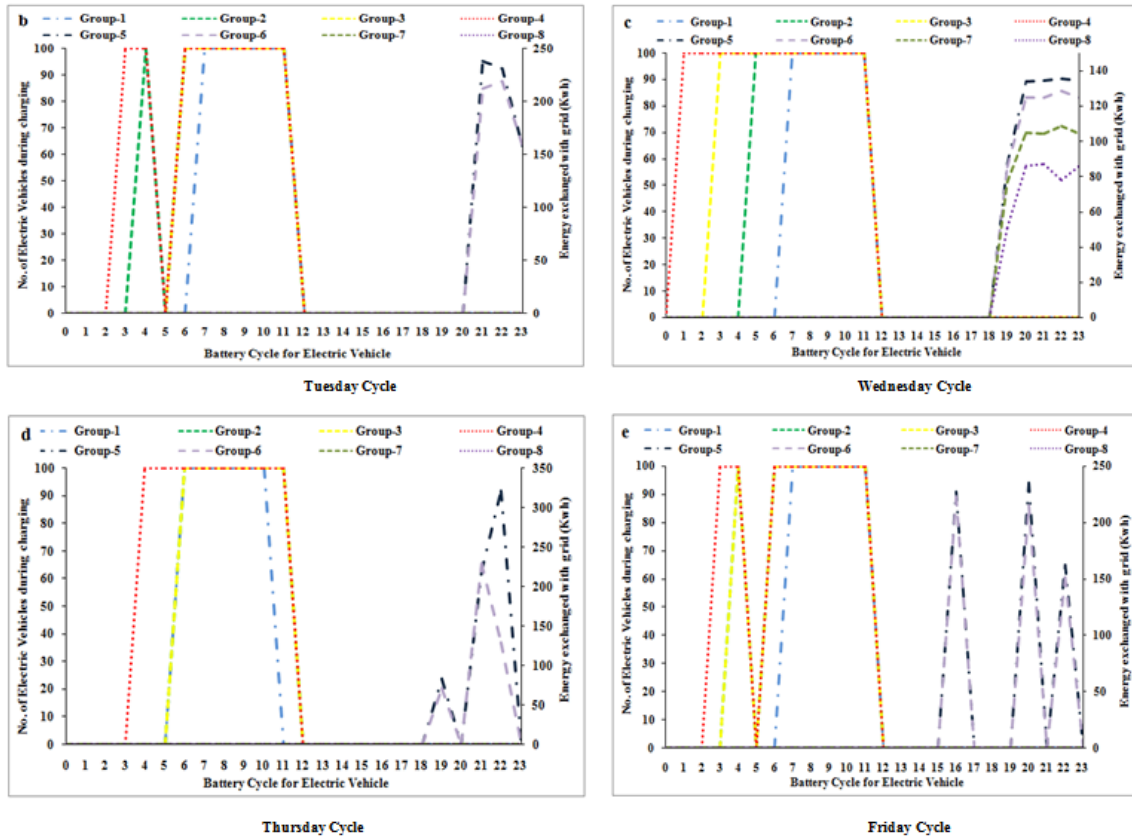 b
Group-1 Group-2 Group-3 Group-4
Group-5 Group-6 Group-7 Group-8
No. of Electric Vehicles during charging
100
90
80
70
60
50
40
30
20
10
0
250
200
150
100
50
0
Energy exchanged with grid (Kwh)
0 1 2 3 4 5 6 7 8 9 10 11 12 13 14 15 16 17 18 19 20 21 22 23
Battery Cycle for Electric Vehicle
Tuesday Cycle
c
Group-1 Group-2 Group-3 Group-4
Group-5 Group-6 Group-7 Group-8
No. of Electric Vehicles during charging
100
90
80
70
60
50
40
30
20
10
0
140
120
100
80
60
40
20
0
Energy exchanged with grid (Kwh)
0 1 2 3 4 5 6 7 8 9 10 11 12 13 14 15 16 17 18 19 20 21 22 23
Battery Cycle for Electric Vehicle
Wednesday Cycle
d
Group-1 Group-2 Group-3 Group-4
Group-5 Group-6 Group-7 Group-8
No. of Electric Vehicles during charging
100
90
80
70
60
50
40
30
20
10
0
350
300
250
200
150
100
50
0
Energy exchanged with grid (Kwh)
0 1 2 3 4 5 6 7 8 9 10 11 12 13 14 15 16 17 18 19 20 21 22 23
Battery Cycle for Electric Vehicle
Thursday Cycle
e
Group-1 Group-2 Group-3 Group-4
Group-5 Group-6 Group-7 Group-8
No. of Electric Vehicles during charging
100
90
80
70
60
50
40
30
20
10
0
250
200
150
100
50
0
Energy exchanged with grid (Kwh)
0 1 2 3 4 5 6 7 8 9 10 11 12 13 14 15 16 17 18 19 20 21 22 23
Battery Cycle for Electric Vehicle
Friday Cycle